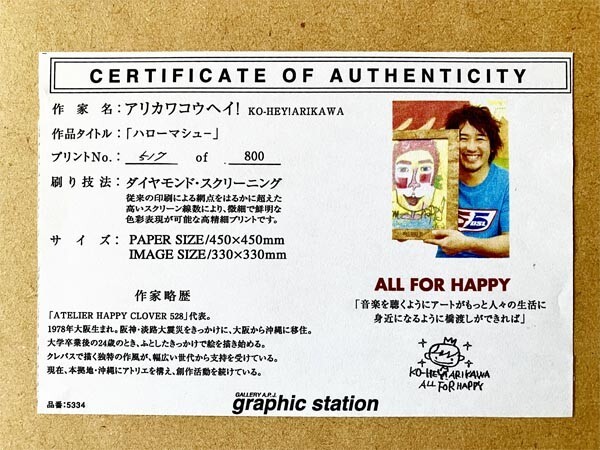 CERTIFICATE OF AUTHENTICITY
作家名：アリカワコウヘイ! KO-HEY!ARIKAWA
作品タイトル：「ハローマシュー」
プリントNo.： 517 of 800
刷り技法：ダイヤモンド・スクリーニング
従来の印刷による網点をはるかに超えた
高いスクリーン線数により、微細で鮮明な
色彩表現が可能な高精細プリントです。
サイズ：PAPER SIZE/450×450mm
IMAGE SIZE/330×330mm
作家略歴
「ATELIER HAPPY CLOVER 528」代表。
1978年大阪生まれ。阪神・淡路大震災をきっかけに、大阪から沖縄に移住。
大学卒業後の24歳のとき、ふとしたきっかけで絵を描き始める。
クレパスで描く独特の作風が、幅広い世代から支持を受けている。
現在、本拠地・沖縄にアトリエを構え、創作活動を続けている。
品番：5334
GALLERY A.P.J.
graphic station
ALL FOR HAPPY
「音楽を聴くようにアートがもっと人々の生活に
身近になるように橋渡しができれば」
KO-HEY!ARIKAWA
ALL FOR HAPPY